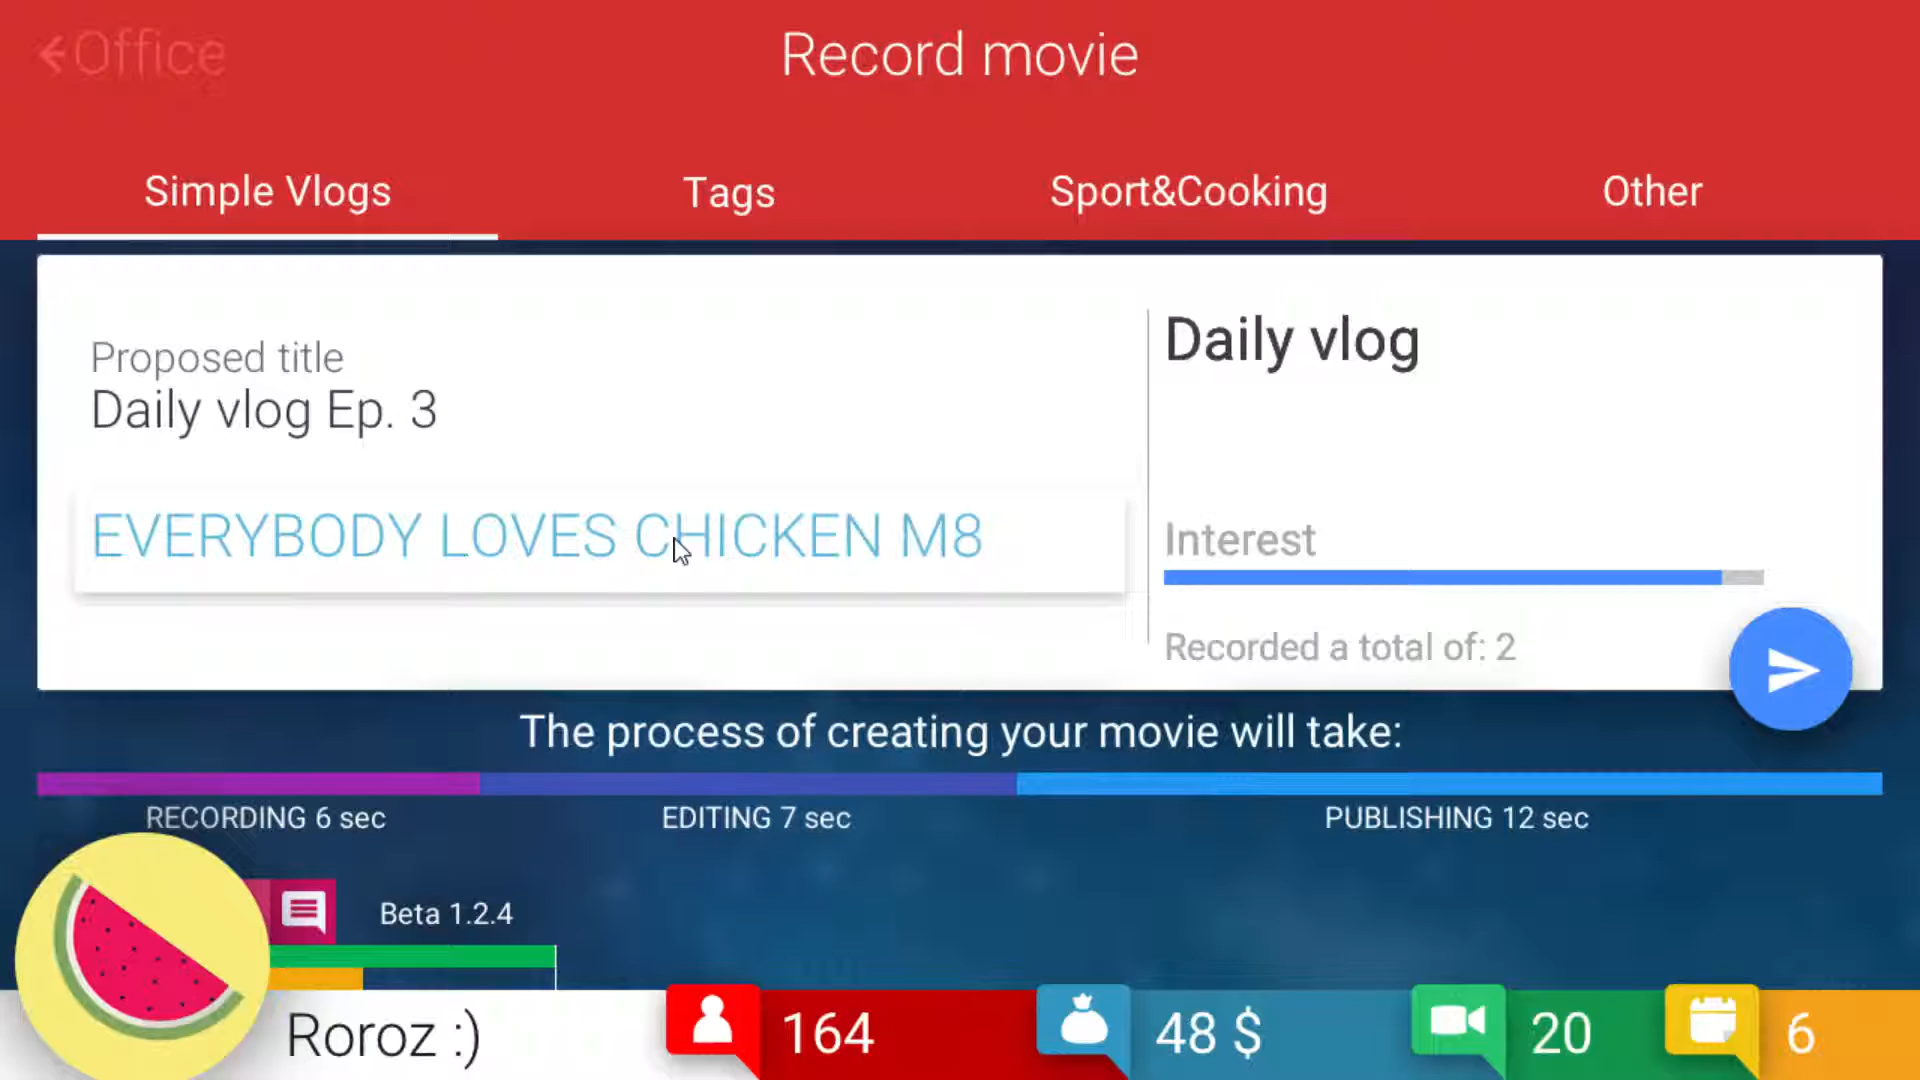 Office
Record movie
Simple Vlogs
Tags
Sport&Cooking
Other
Proposed title
Daily vlog Ep. 3
EVERYBODY LOVES CHICKEN M8
Daily vlog
Interest
Recorded a total of: 2
The process of creating your movie will take:
RECORDING 6 sec
EDITING 7 sec
PUBLISHING 12 sec
Beta 1.2.4
Roroz :)
164
48 $
20
6